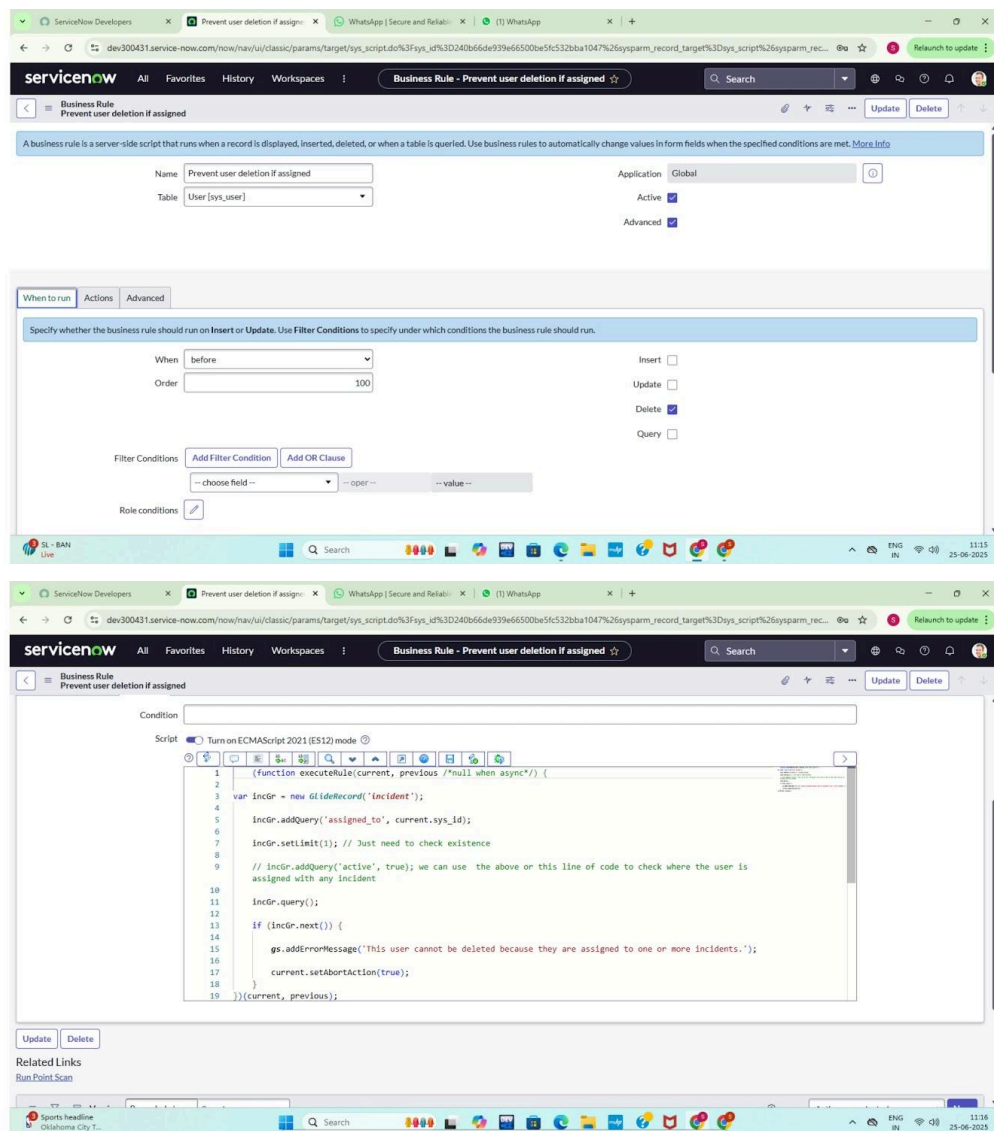 ServiceNow Developers
Prevent user deletion if assigne
WhatsApp | Secure and Reliabl
(1) WhatsApp
dev300431.service-now.com/now/nav/ui/classic/params/target/sys_script.do%3Fsys_id%3D240b66de939e66500be5fc532bba1047%26sysparm_record_target%3Dsys_script%26sysparm_rec...
S
Relaunch to update
servicenow All Favorites History Workspaces
Business Rule - Prevent user deletion if assigned
Search
Business Rule
Prevent user deletion if assigned
Update Delete
A business rule is a server-side script that runs when a record is displayed, inserted, deleted, or when a table is queried. Use business rules to automatically change values in form fields when the specified conditions are met. More Info
Name Prevent user deletion if assigned
Application Global
Table User [sys_user]
Active
Advanced
When to run Actions Advanced
Specify whether the business rule should run on Insert or Update. Use Filter Conditions to specify under which conditions the business rule should run.
When before
Insert
Order 100
Update
Delete
Query
Filter Conditions Add Filter Condition Add OR Clause
-- choose field -- -- oper -- -- value --
Role conditions
3 SL - BAN
Live
Search
ENG
IN
11:15
25-06-2025
ServiceNow Developers
Prevent user deletion if assigne
WhatsApp | Secure and Reliabl
(1) WhatsApp
dev300431.service-now.com/now/nav/ui/classic/params/target/sys_script.do%3Fsys_id%3D240b66de939e66500be5fc532bba1047%26sysparm_record_target%3Dsys_script%26sysparm_rec...
S
Relaunch to update
servicenow All Favorites History Workspaces
Business Rule - Prevent user deletion if assigned
Search
Business Rule
Prevent user deletion if assigned
Update Delete
Condition
Script Turn on ECMAScript 2021 (ES12) mode
1 (function executeRule(current, previous /*null when async*/) {
2
3 var incGr = new GlideRecord('incident');
4
5 incGr.addQuery('assigned_to', current.sys_id);
6
7 incGr.setLimit(1); // Just need to check existence
8
9 // incGr.addQuery('active', true); we can use the above or this line of code to check where the user is
assigned with any incident
10
11 incGr.query();
12
13 if (incGr.next()) {
14
15 gs.addErrorMessage('This user cannot be deleted because they are assigned to one or more incidents.');
16
17 current.setAbortAction(true);
18 }
19 })(current, previous);
Update Delete
Related Links
Run Point Scan
3 Sports headline
Oklahoma City T...
Search
ENG
IN
11:16
25-06-2025